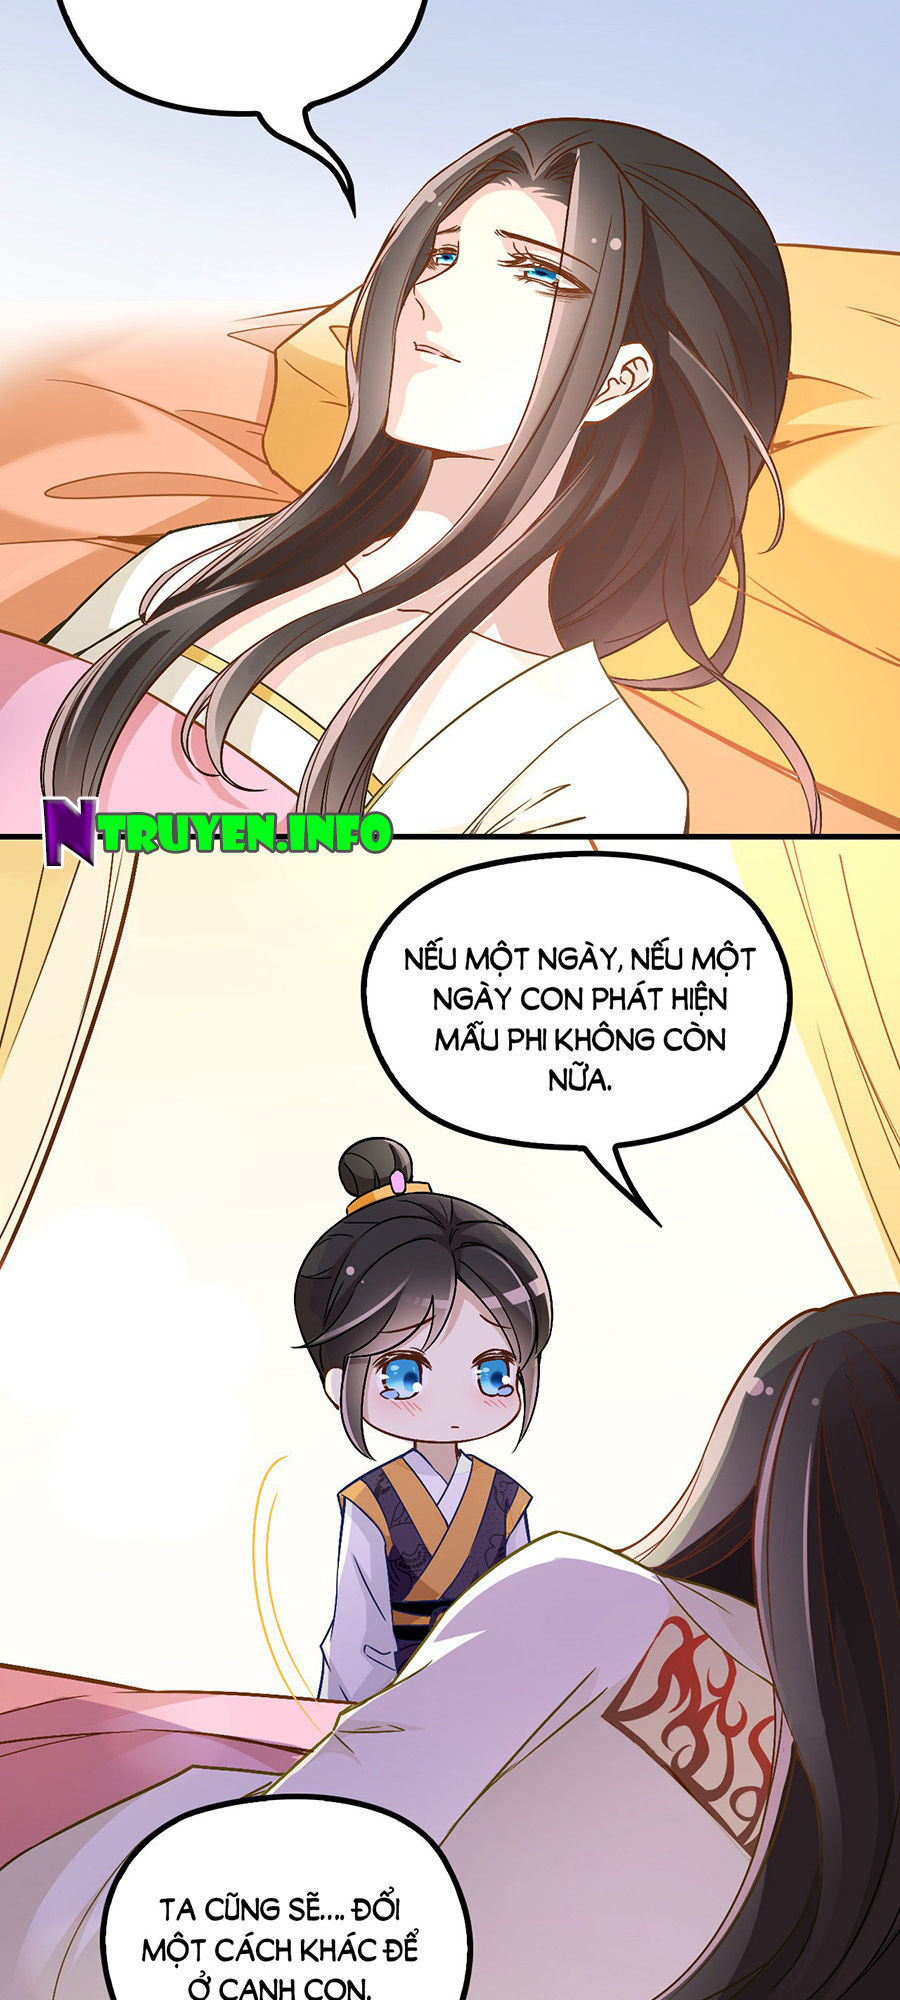 NTRUYEN.INFO
NẾU MỘT NGÀY, NẾU MỘT
NGÀY CON PHÁT HIỆN
MẪU PHI KHÔNG CÒN
NỮA.
TA CŨNG SẼ.... ĐỔI
MỘT CÁCH KHÁC ĐỂ
Ở CẠNH CON.